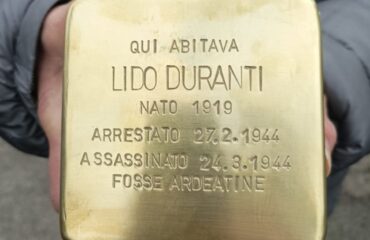 QUI ABITAVA
LIDO DURANTI
NATO 1919
ARRESTATO 27.2.1944
ASSASSINATO 24.3.1944
FOSSE ARDEATINE